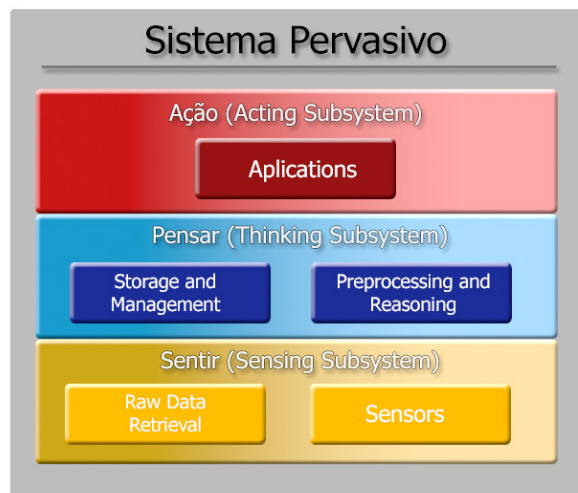 Sistema Pervasivo
Ação (Acting Subsystem)
Aplications
Pensar (Thinking Subsystem)
Storage and
Management
Preprocessing and
Reasoning
Sentir (Sensing Subsystem)
Raw Data
Retrieval
Sensors